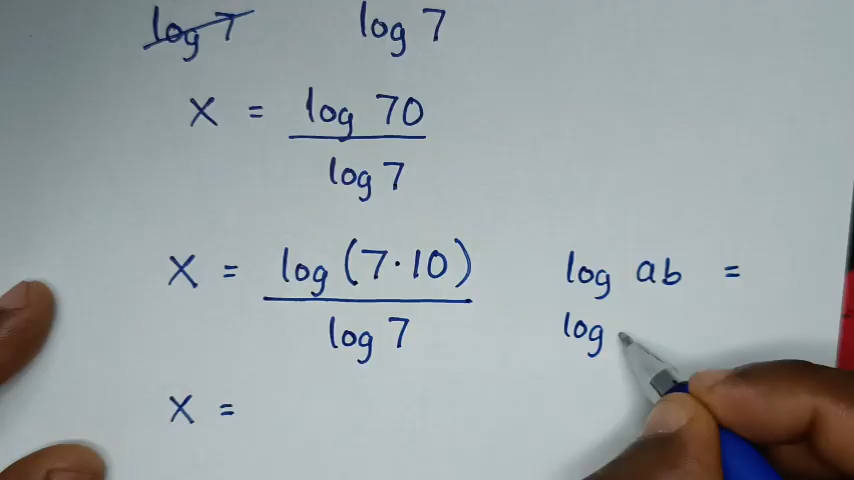 log 7 log 7
x = log 70
log 7
x = log (7·10)
log 7
log ab =
log
x =